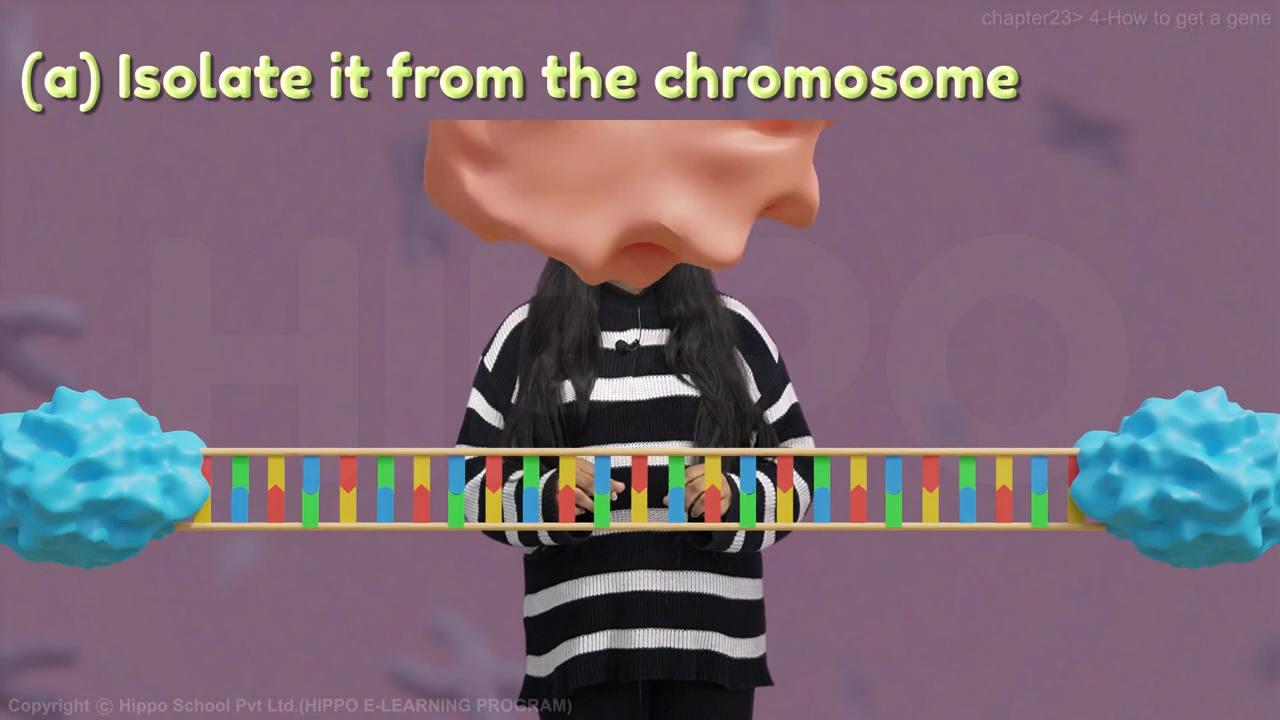 chapter23> 4-How to get a gene
(a) Isolate it from the chromosome
HIPPO
Copyright © Hippo School Pvt Ltd.(HIPPO E-LEARNING PROGRAM)